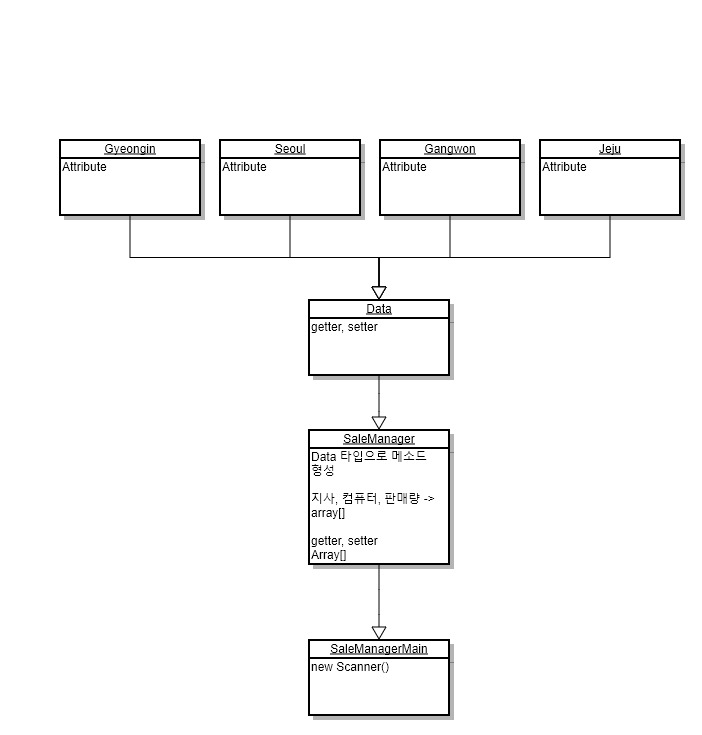 Gyeongin
Seoul
Gangwon
Jeju
Attribute
Attribute
Attribute
Attribute
Data
getter, setter
SaleManager
Data 타입으로 메소드
형성
지사, 컴퓨터, 판매량 ->
array[]
getter, setter
Array[]
SaleManagerMain
new Scanner()